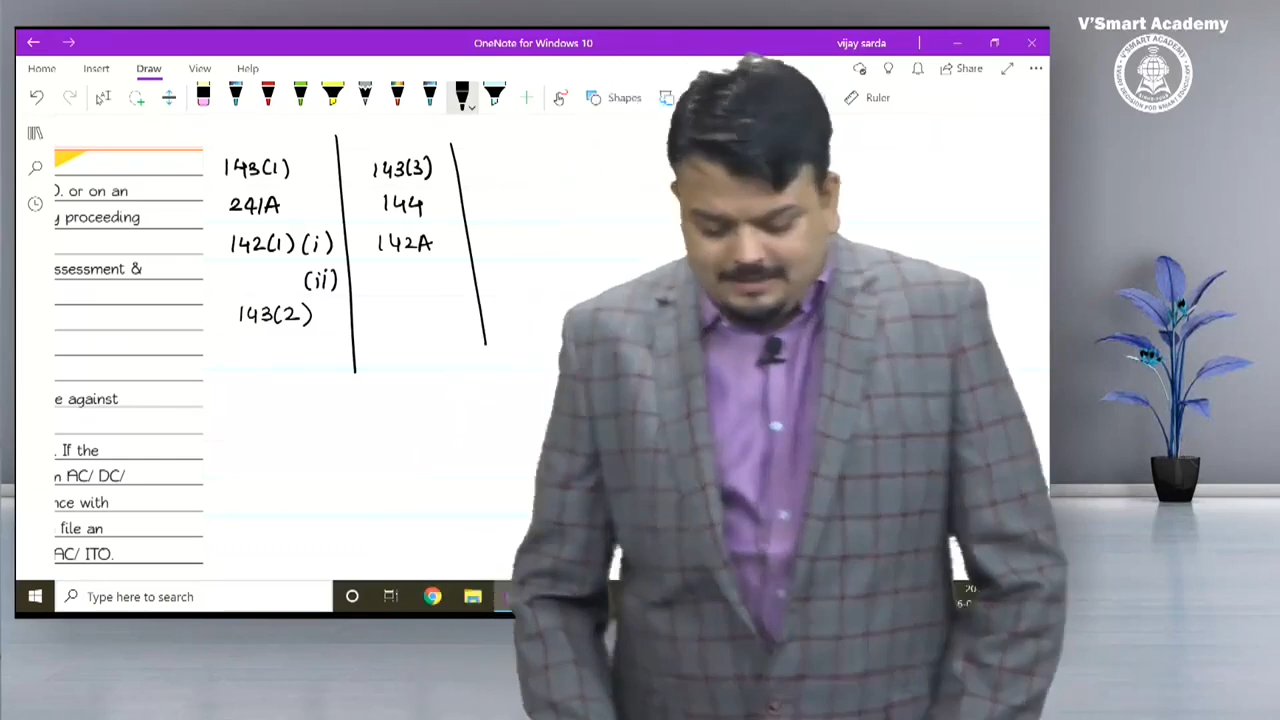 V'Smart Academy
OneNote for Windows 10
vijay sarda
Home Insert Draw View Help
Share
Shapes
Ruler
or on an
proceeding
ssessment &
e against
. If the
AC/ DC/
nce with
file an
AC/ ITO.
143(1) 143(3)
241A 144
142(1) (i) 142A
(ii)
143(2)
Type here to search